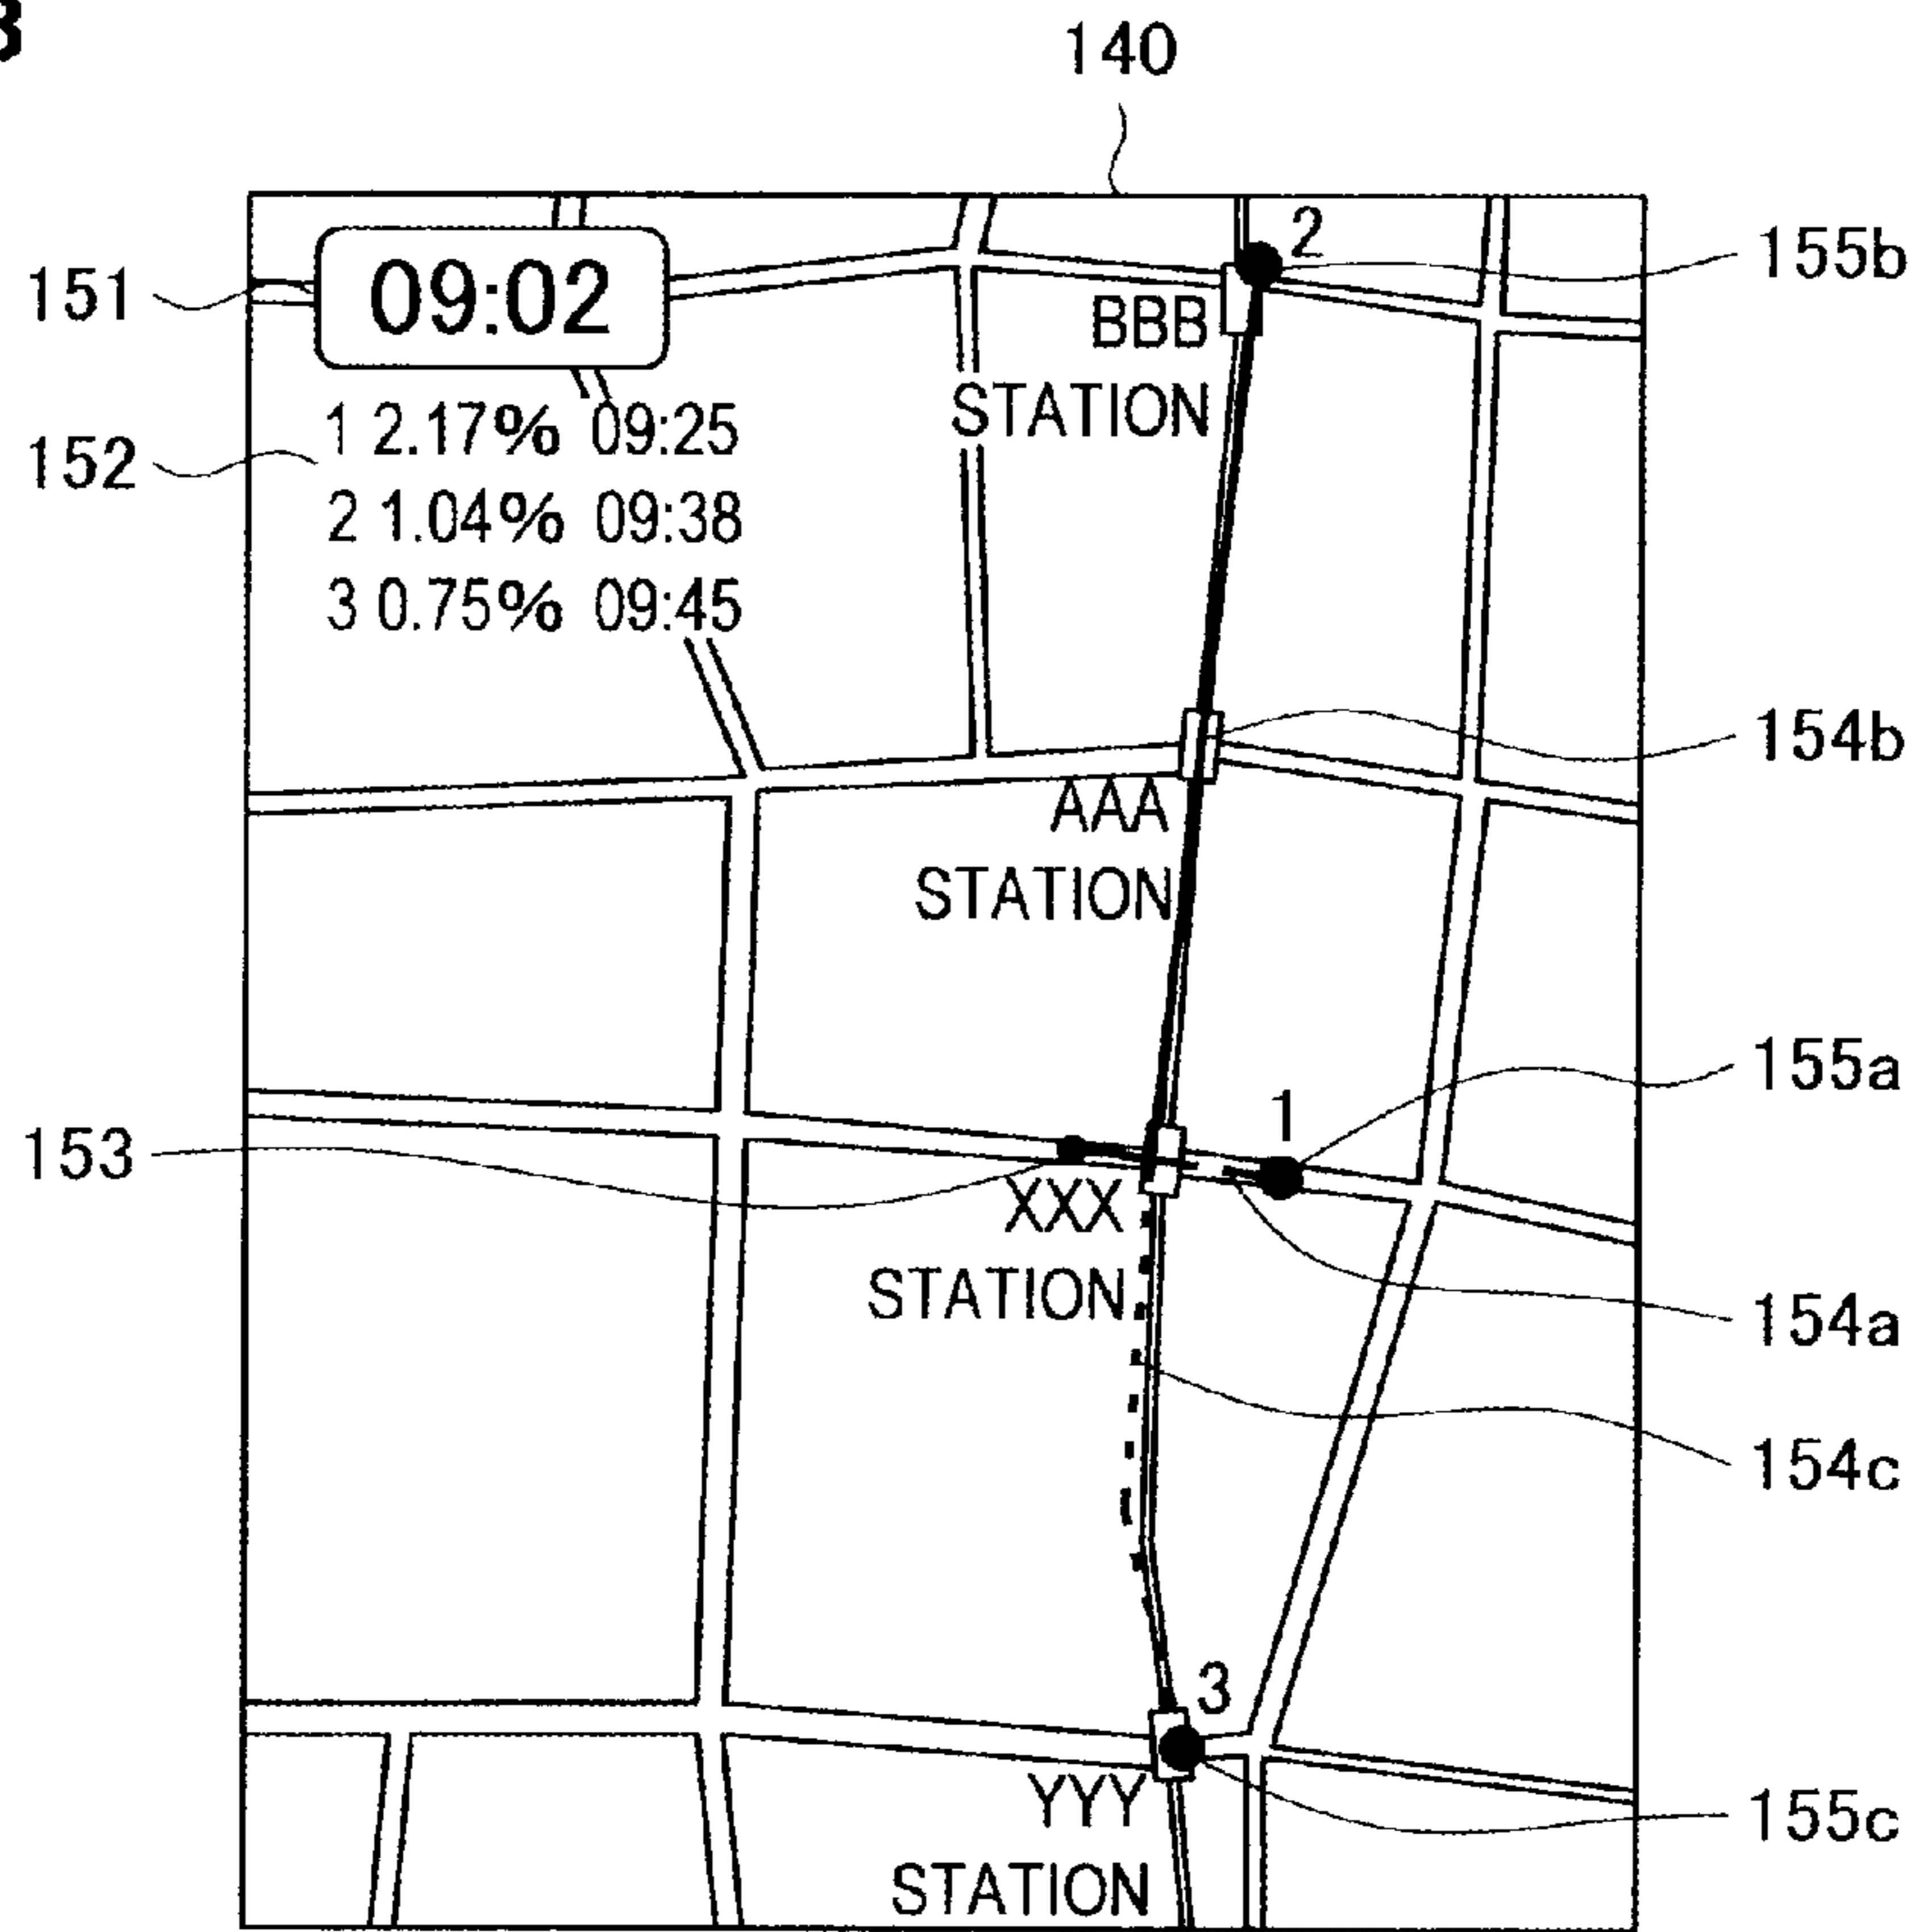 140
2
155b
151
09:02
BBB
STATION
152
1 2.17% 09:25
2 1.04% 09:38
3 0.75% 09:45
154b
AAA
STATION
155a
1
153
XXX
STATION
154a
154c
3
YYY
STATION
155c